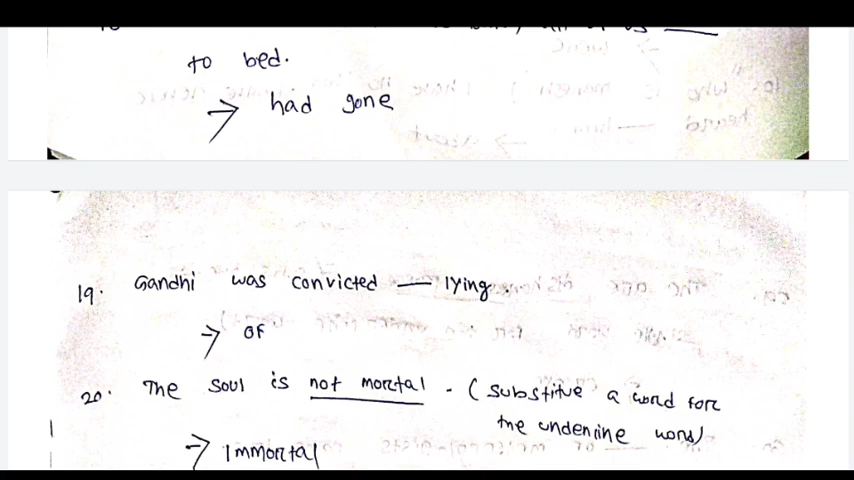 to bed.
→ had gone
19. Gandhi was convicted — lying.
→ of
20. The soul is not mortal - (substitue a word for
the underline word)
→ Immortal